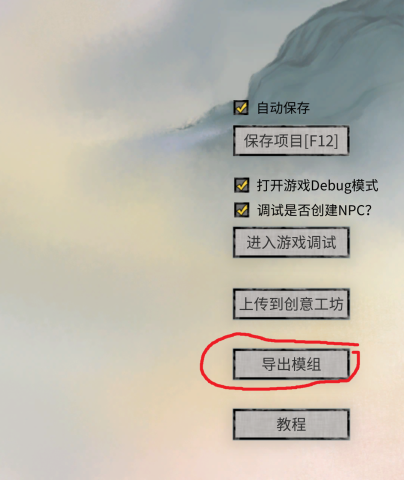 自动保存
保存项目[F12]
打开游戏Debug模式
调试是否创建NPC?
进入游戏调试
上传到创意工坊
导出模组
教程